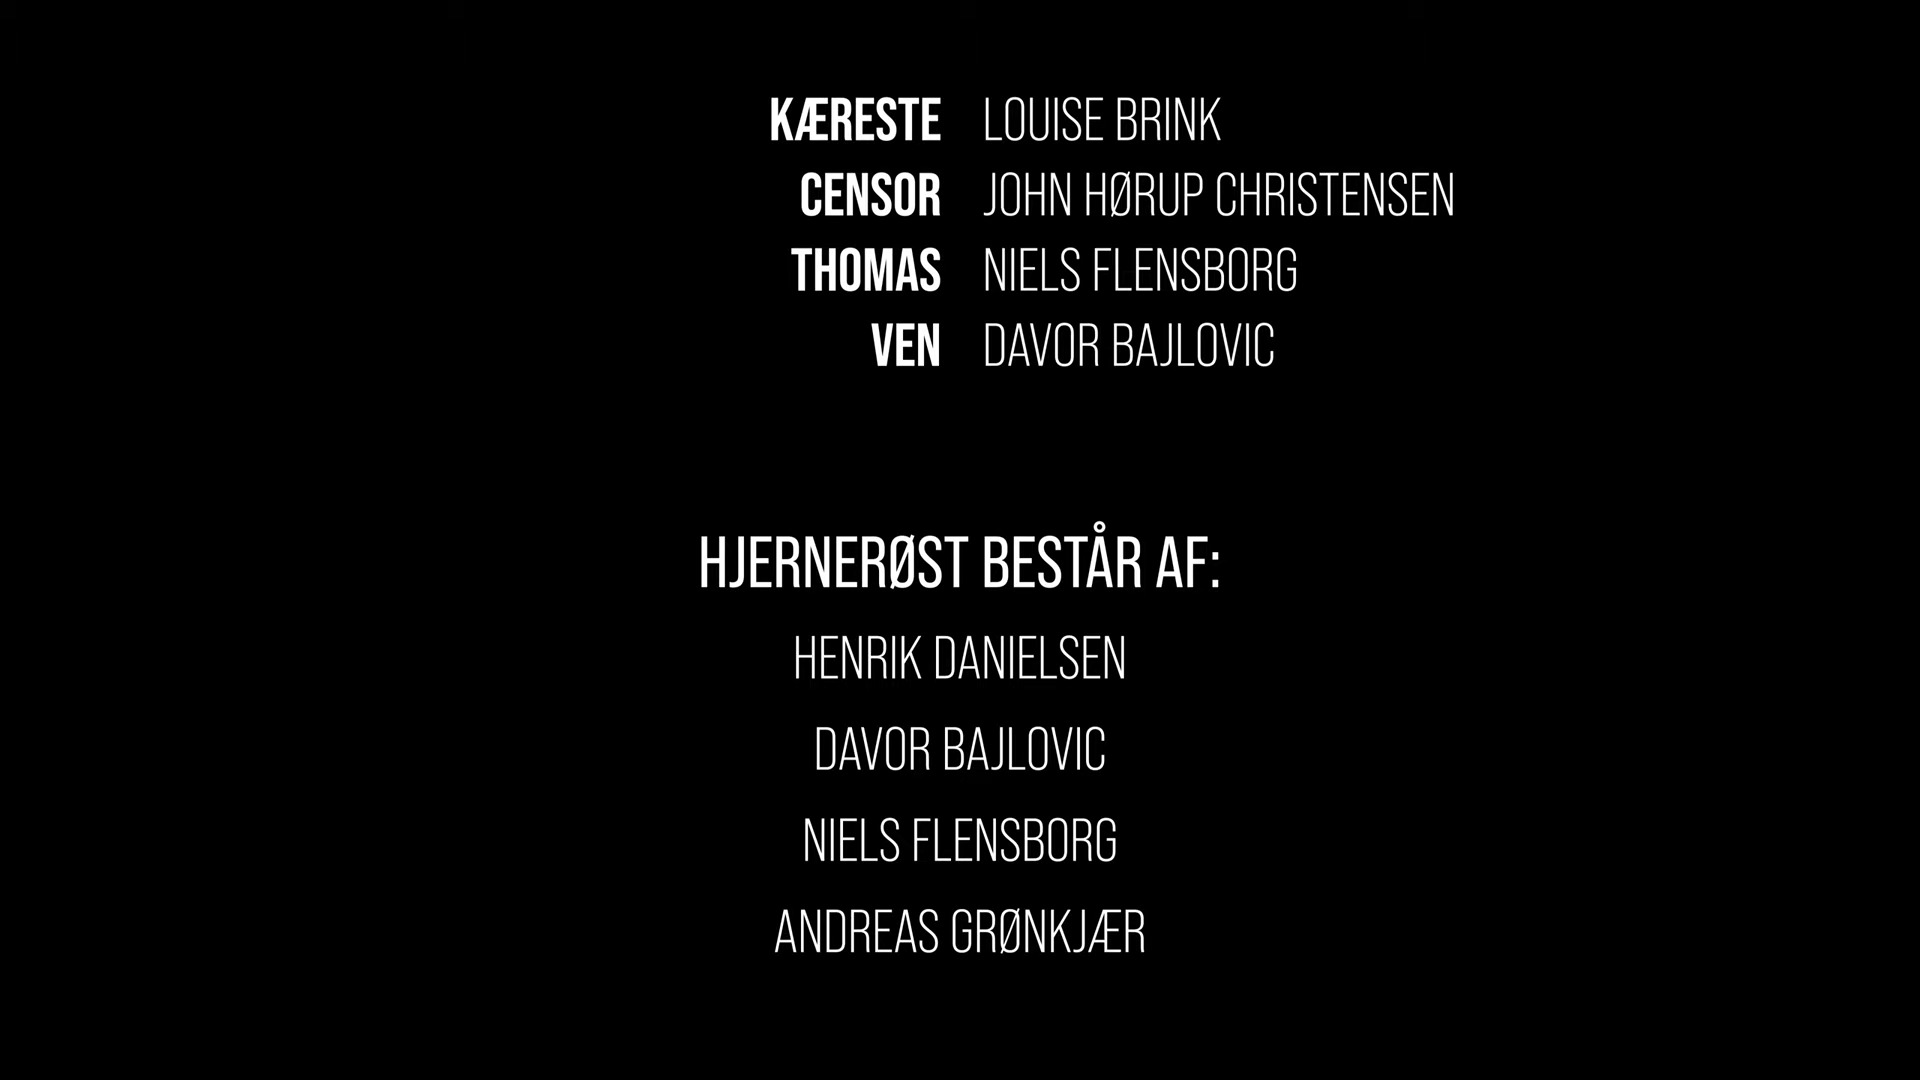 KÆRESTE LOUISE BRINK
CENSOR JOHN HØRUP CHRISTENSEN
THOMAS NIELS FLENSBORG
VEN DAVOR BAJLOVIC
HJERNERØST BESTÅR AF:
HENRIK DANIELSEN
DAVOR BAJLOVIC
NIELS FLENSBORG
ANDREAS GRØNKJÆR